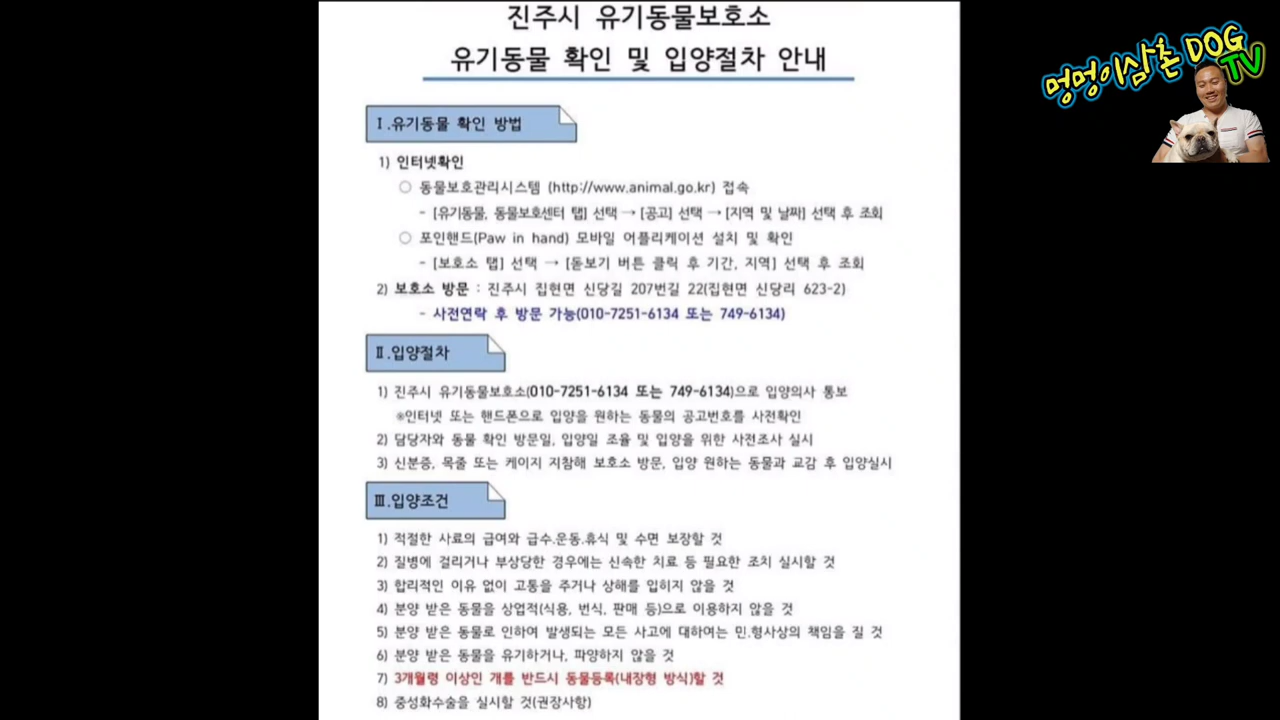 진주시 유기동물보호소
유기동물 확인 및 입양절차 안내
멍멍이삼촌 DOG TV
Ⅰ.유기동물 확인 방법
1) 인터넷확인
○ 동물보호관리시스템 (http://www.animal.go.kr) 접속
- [유기동물, 동물보호센터 탭] 선택 → [공고] 선택 → [지역 및 날짜] 선택 후 조회
○ 포인핸드(Paw in hand) 모바일 어플리케이션 설치 및 확인
- [보호소 탭] 선택 → [돋보기 버튼 클릭 후 기간, 지역] 선택 후 조회
2) 보호소 방문 : 진주시 집현면 신당길 207번길 22(집현면 신당리 623-2)
- 사전연락 후 방문 가능(010-7251-6134 또는 749-6134)
Ⅱ.입양절차
1) 진주시 유기동물보호소(010-7251-6134 또는 749-6134)으로 입양의사 통보
※인터넷 또는 핸드폰으로 입양을 원하는 동물의 공고번호를 사전확인
2) 담당자와 동물 확인 방문일, 입양일 조율 및 입양을 위한 사전조사 실시
3) 신분증, 목줄 또는 케이지 지참해 보호소 방문, 입양 원하는 동물과 교감 후 입양실시
Ⅲ.입양조건
1) 적절한 사료의 급여와 급수.운동.휴식 및 수면 보장할 것
2) 질병에 걸리거나 부상당한 경우에는 신속한 치료 등 필요한 조치 실시할 것
3) 합리적인 이유 없이 고통을 주거나 상해를 입히지 않을 것
4) 분양 받은 동물을 상업적(식용, 번식, 판매 등)으로 이용하지 않을 것
5) 분양 받은 동물로 인하여 발생되는 모든 사고에 대하여는 민.형사상의 책임을 질 것
6) 분양 받은 동물을 유기하거나, 파양하지 않을 것
7) 3개월령 이상인 개를 반드시 동물등록(내장형 방식)할 것
8) 중성화수술을 실시할 것(권장사항)